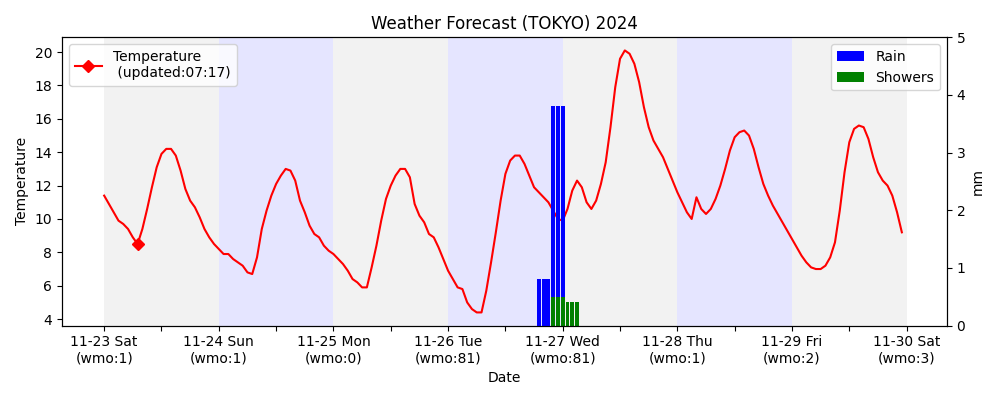 Weather Forecast (TOKYO) 2024
Temperature
(updated:07:17)
Rain
Showers
Temperature
20
18
16
14
12
10
8
6
4
5
4
3
2
1
0
mm
11-23 Sat
(wmo:1)
11-24 Sun
(wmo:1)
11-25 Mon
(wmo:0)
11-26 Tue
(wmo:81)
11-27 Wed
(wmo:81)
11-28 Thu
(wmo:1)
11-29 Fri
(wmo:2)
11-30 Sat
(wmo:3)
Date